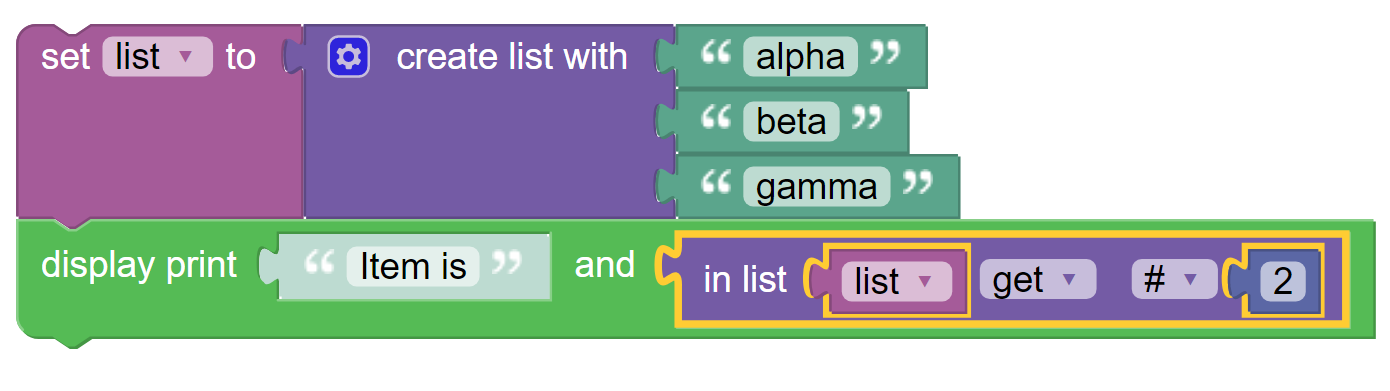 set list ▾ to create list with “ alpha ”
“ beta ”
“ gamma ”
display print “ Item is ” and in list list ▾ get ▾ # ▾ 2